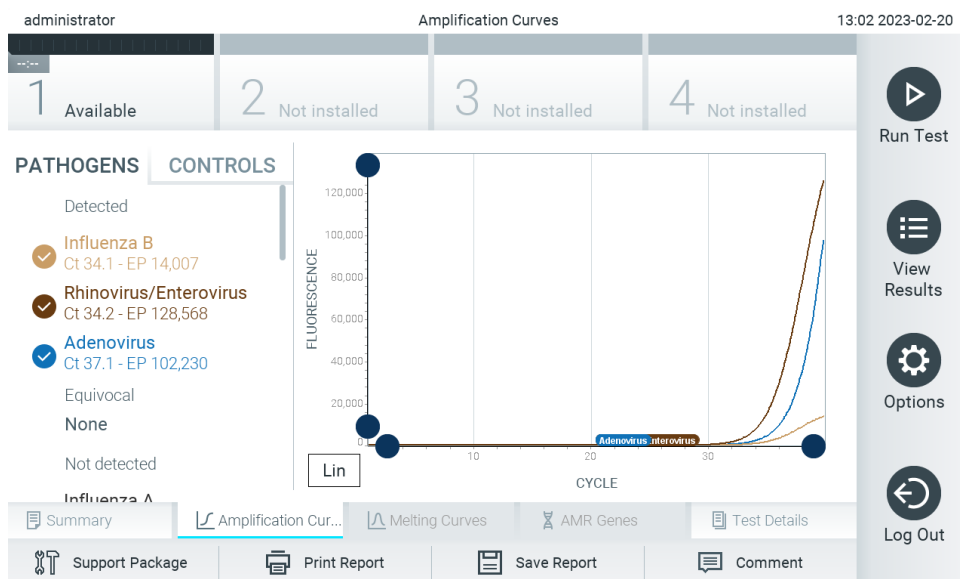 administrator
Amplification Curves
13:02 2023-02-20
--:--
1 Available
2 Not installed
3 Not installed
4 Not installed
Run Test
View
Results
Options
Log Out
PATHOGENS
CONTROLS
Detected
Influenza B
Ct 34.1 - EP 14,007
Rhinovirus/Enterovirus
Ct 34.2 - EP 128,568
Adenovirus
Ct 37.1 - EP 102,230
Equivocal
None
Not detected
Influenza A
FLUORESCENCE
120,000
100,000
80,000
60,000
40,000
20,000
0
Adenovirus
nterovirus
10
20
30
CYCLE
Lin
Summary
Amplification Cur...
Melting Curves
AMR Genes
Test Details
Support Package
Print Report
Save Report
Comment